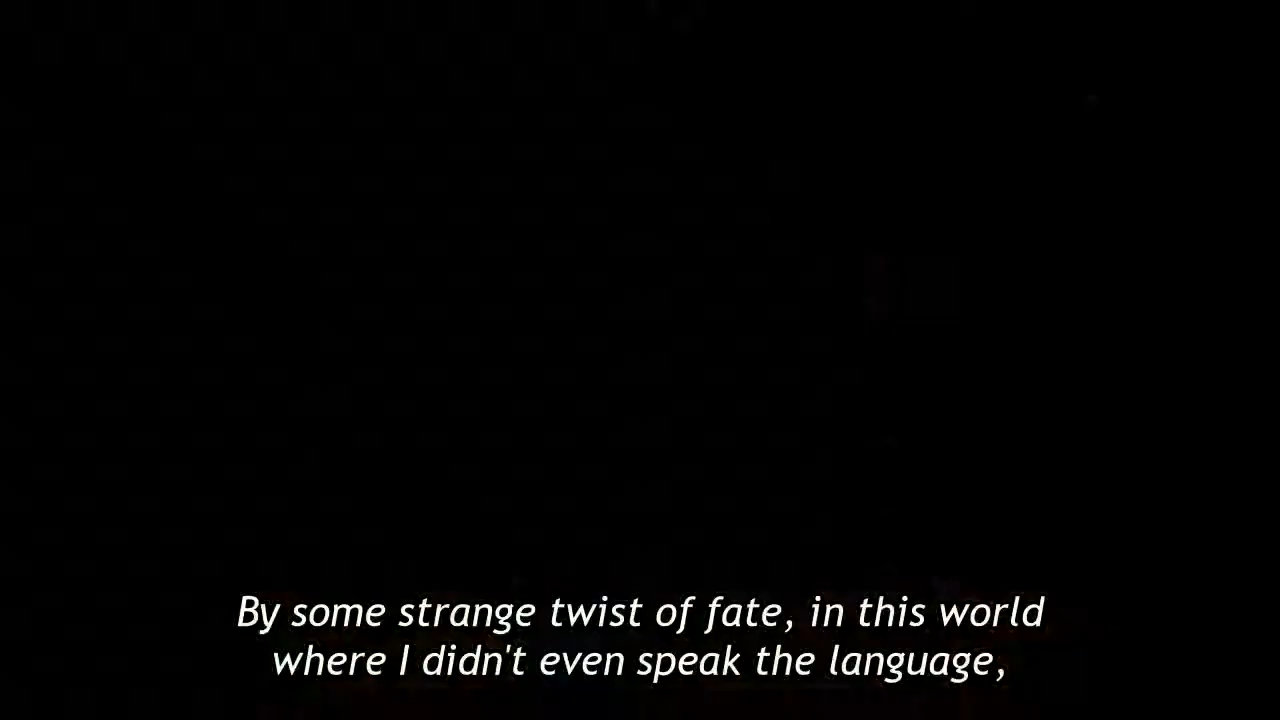 By some strange twist of fate, in this world
where I didn't even speak the language,